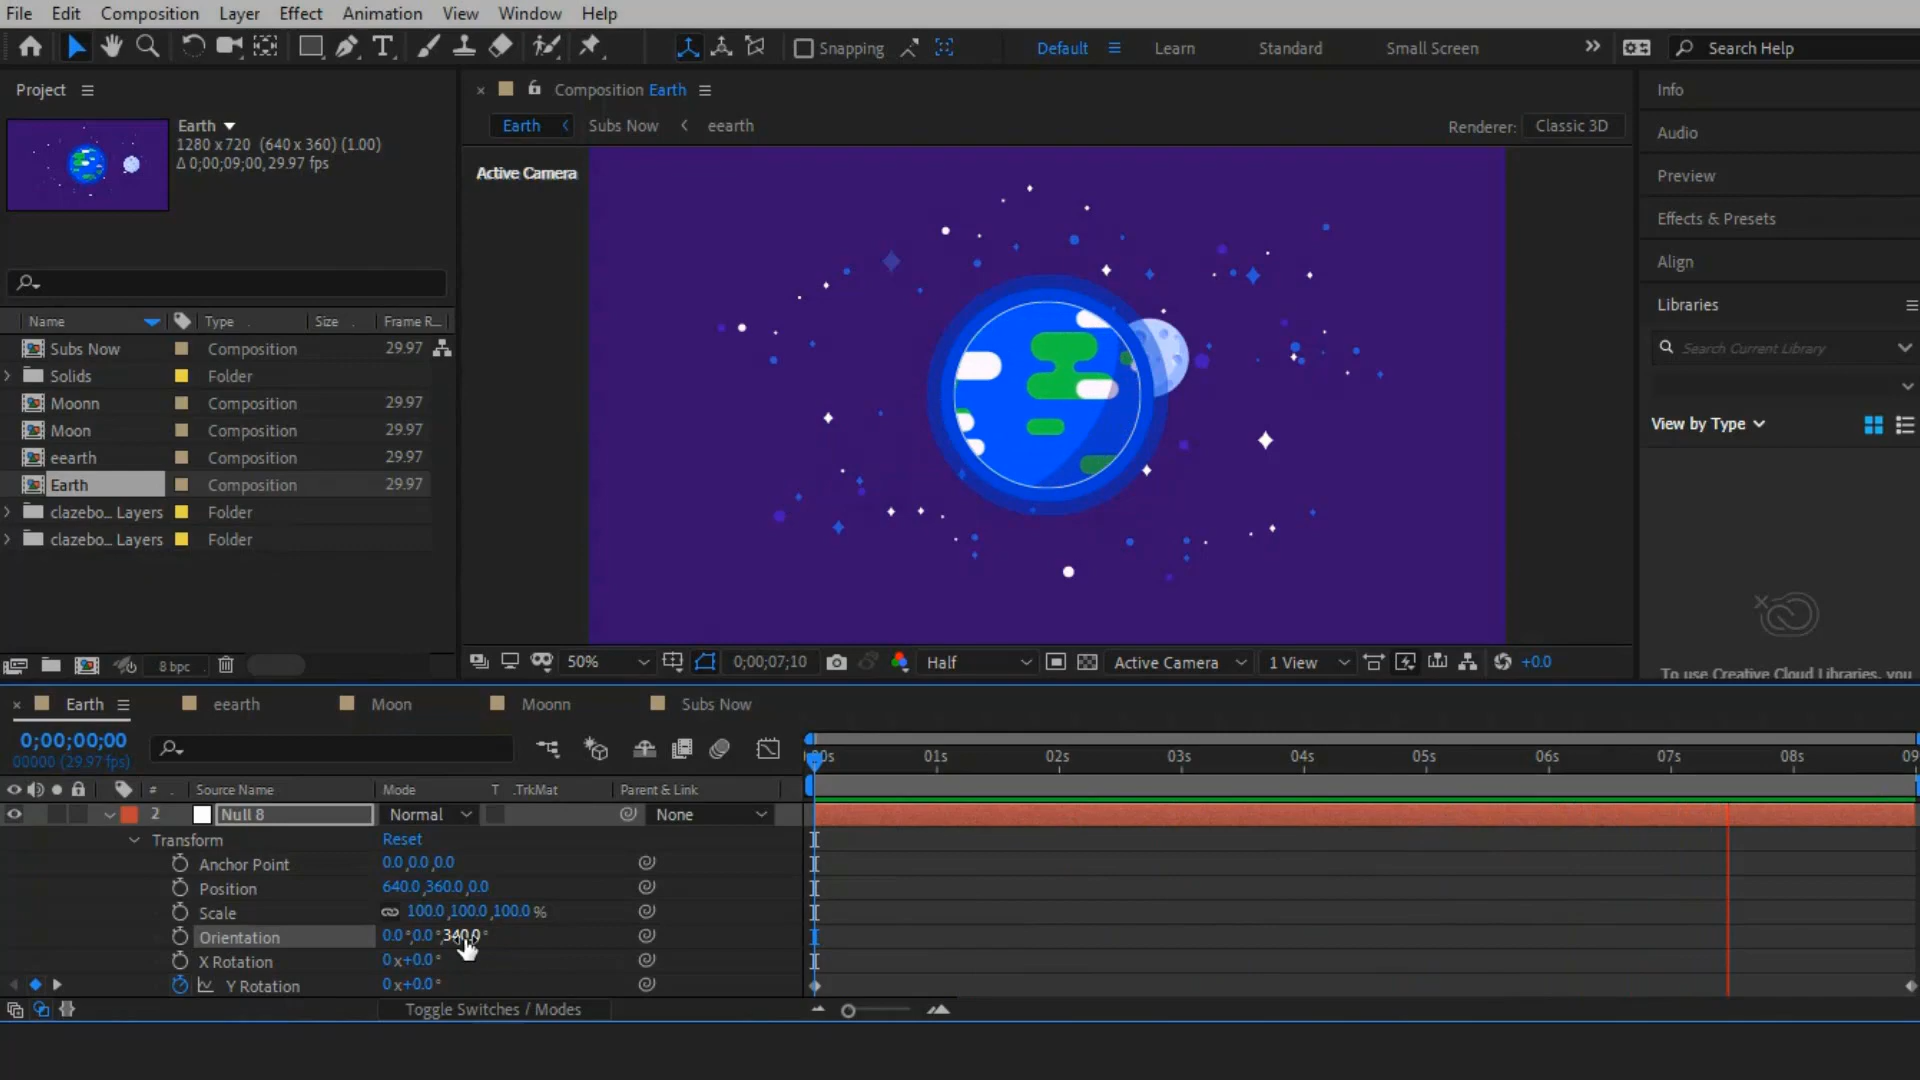 File Edit Composition Layer Effect Animation View Window Help
Snapping Default Learn Standard Small Screen Search Help
Project
Earth
1280 x 720 (640 x 360) (1.00)
Δ 0;00;09;00, 29.97 fps
Name Type Size Frame R...
Subs Now Composition 29.97
Solids Folder
Moonn Composition 29.97
Moon Composition 29.97
eearth Composition 29.97
Earth Composition 29.97
clazebo... Layers Folder
clazebo... Layers Folder
8 bpc
Composition Earth
Earth Subs Now eearth
Renderer: Classic 3D
Active Camera
50% 0;00;07;10 Half Active Camera 1 View +0.0
Info
Audio
Preview
Effects & Presets
Align
Libraries
Search Current Library
View by Type
To use Creative Cloud Libraries, you
Earth eearth Moon Moonn Subs Now
0;00;00;00
00000 (29.97 fps)
00s 01s 02s 03s 04s 05s 06s 07s 08s 09
# Source Name Mode T .TrkMat Parent & Link
2 Null 8 Normal None
Transform Reset
Anchor Point 0.0,0.0,0.0
Position 640.0,360.0,0.0
Scale 100.0,100.0,100.0 %
Orientation 0.0°,0.0°,340.0°
X Rotation 0 x+0.0°
Y Rotation 0 x+0.0°
Toggle Switches / Modes